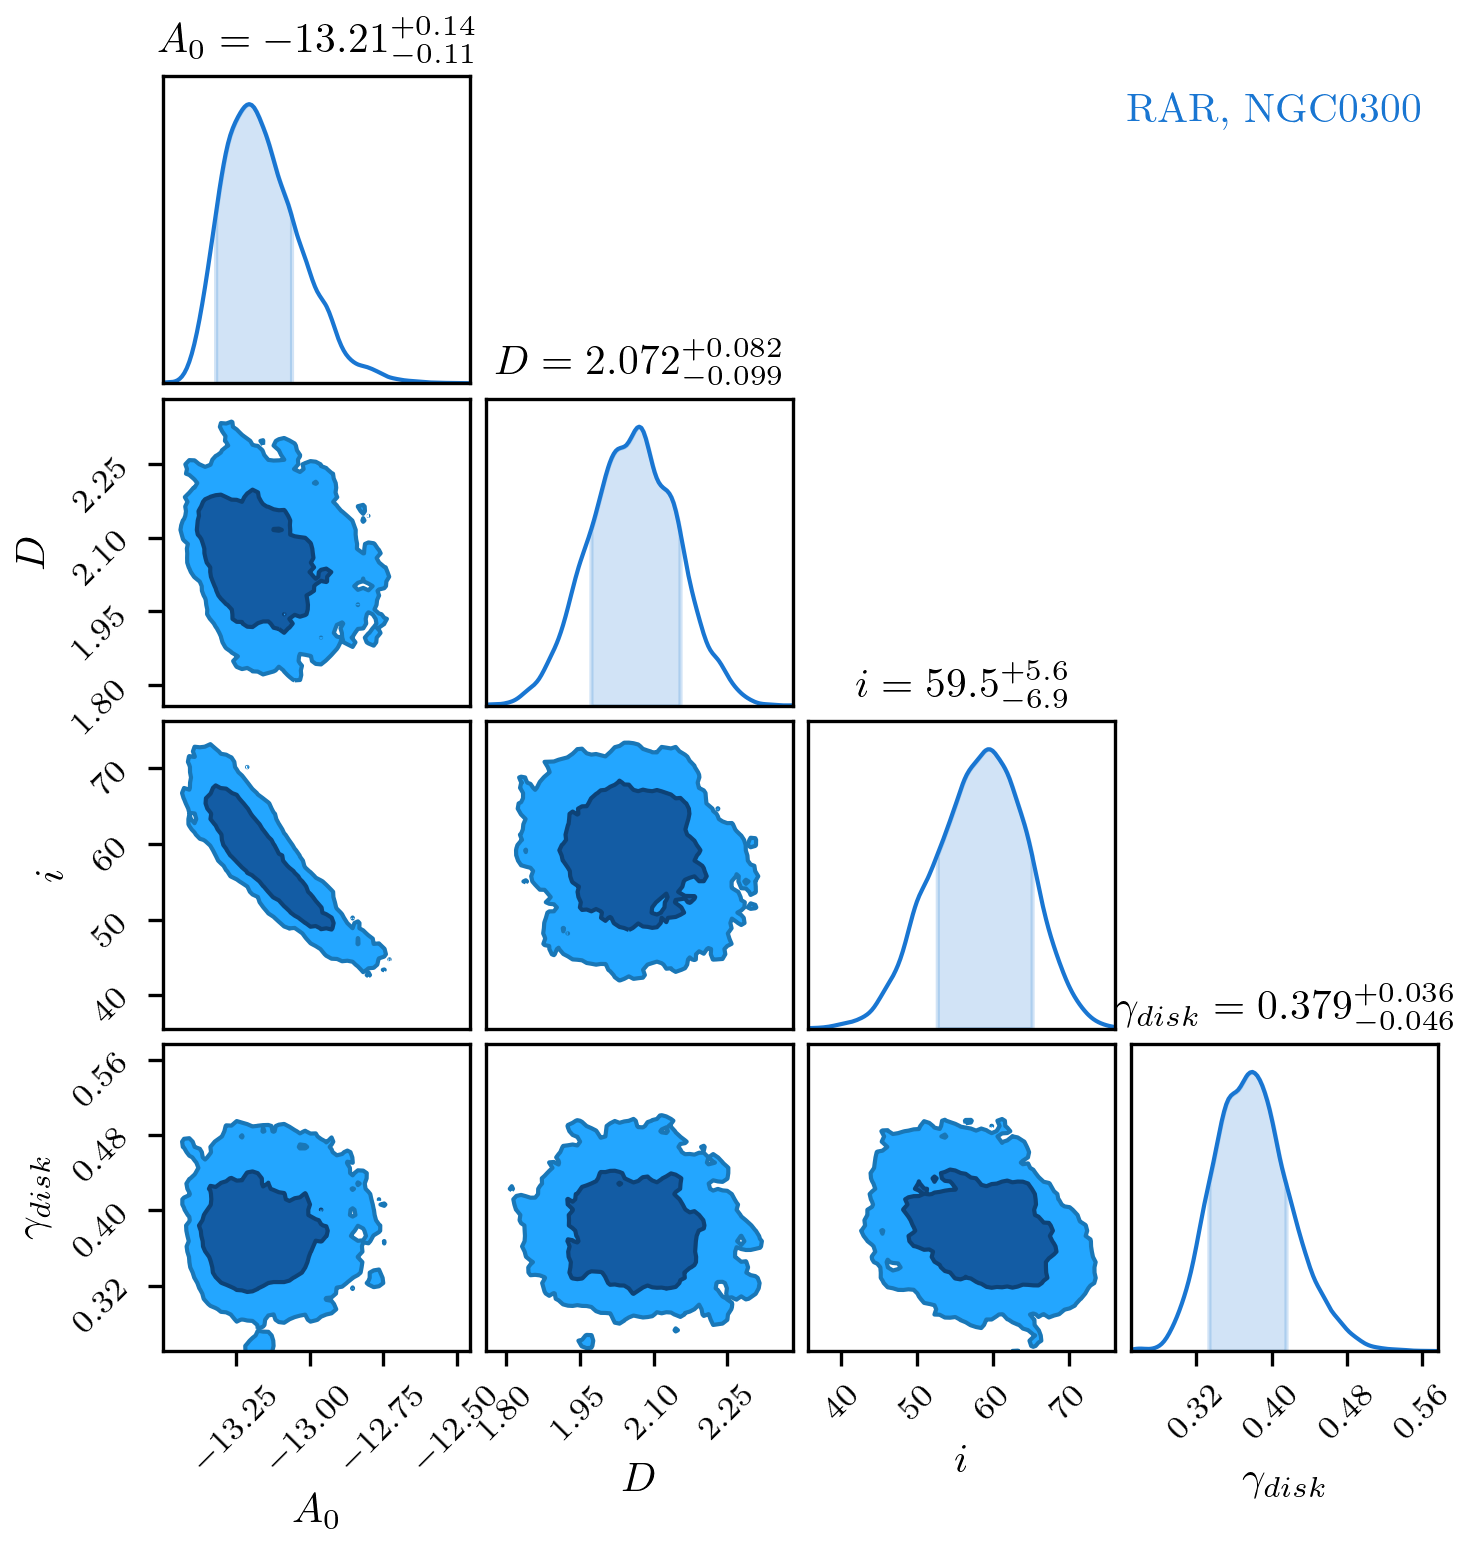 $A_0 = -13.21^{+0.14}_{-0.11}$
RAR, NGC0300
$D = 2.072^{+0.082}_{-0.099}$
2.25
2.10
1.95
1.80
$D$
$i = 59.5^{+5.6}_{-6.9}$
70
60
50
40
$i$
$\gamma_{disk} = 0.379^{+0.036}_{-0.046}$
0.56
0.48
0.40
0.32
$\gamma_{disk}$
−13.25 −13.00 −12.75 −12.50
1.80 1.95 2.10 2.25
40 50 60 70
0.32 0.40 0.48 0.56
$A_0$
$D$
$i$
$\gamma_{disk}$